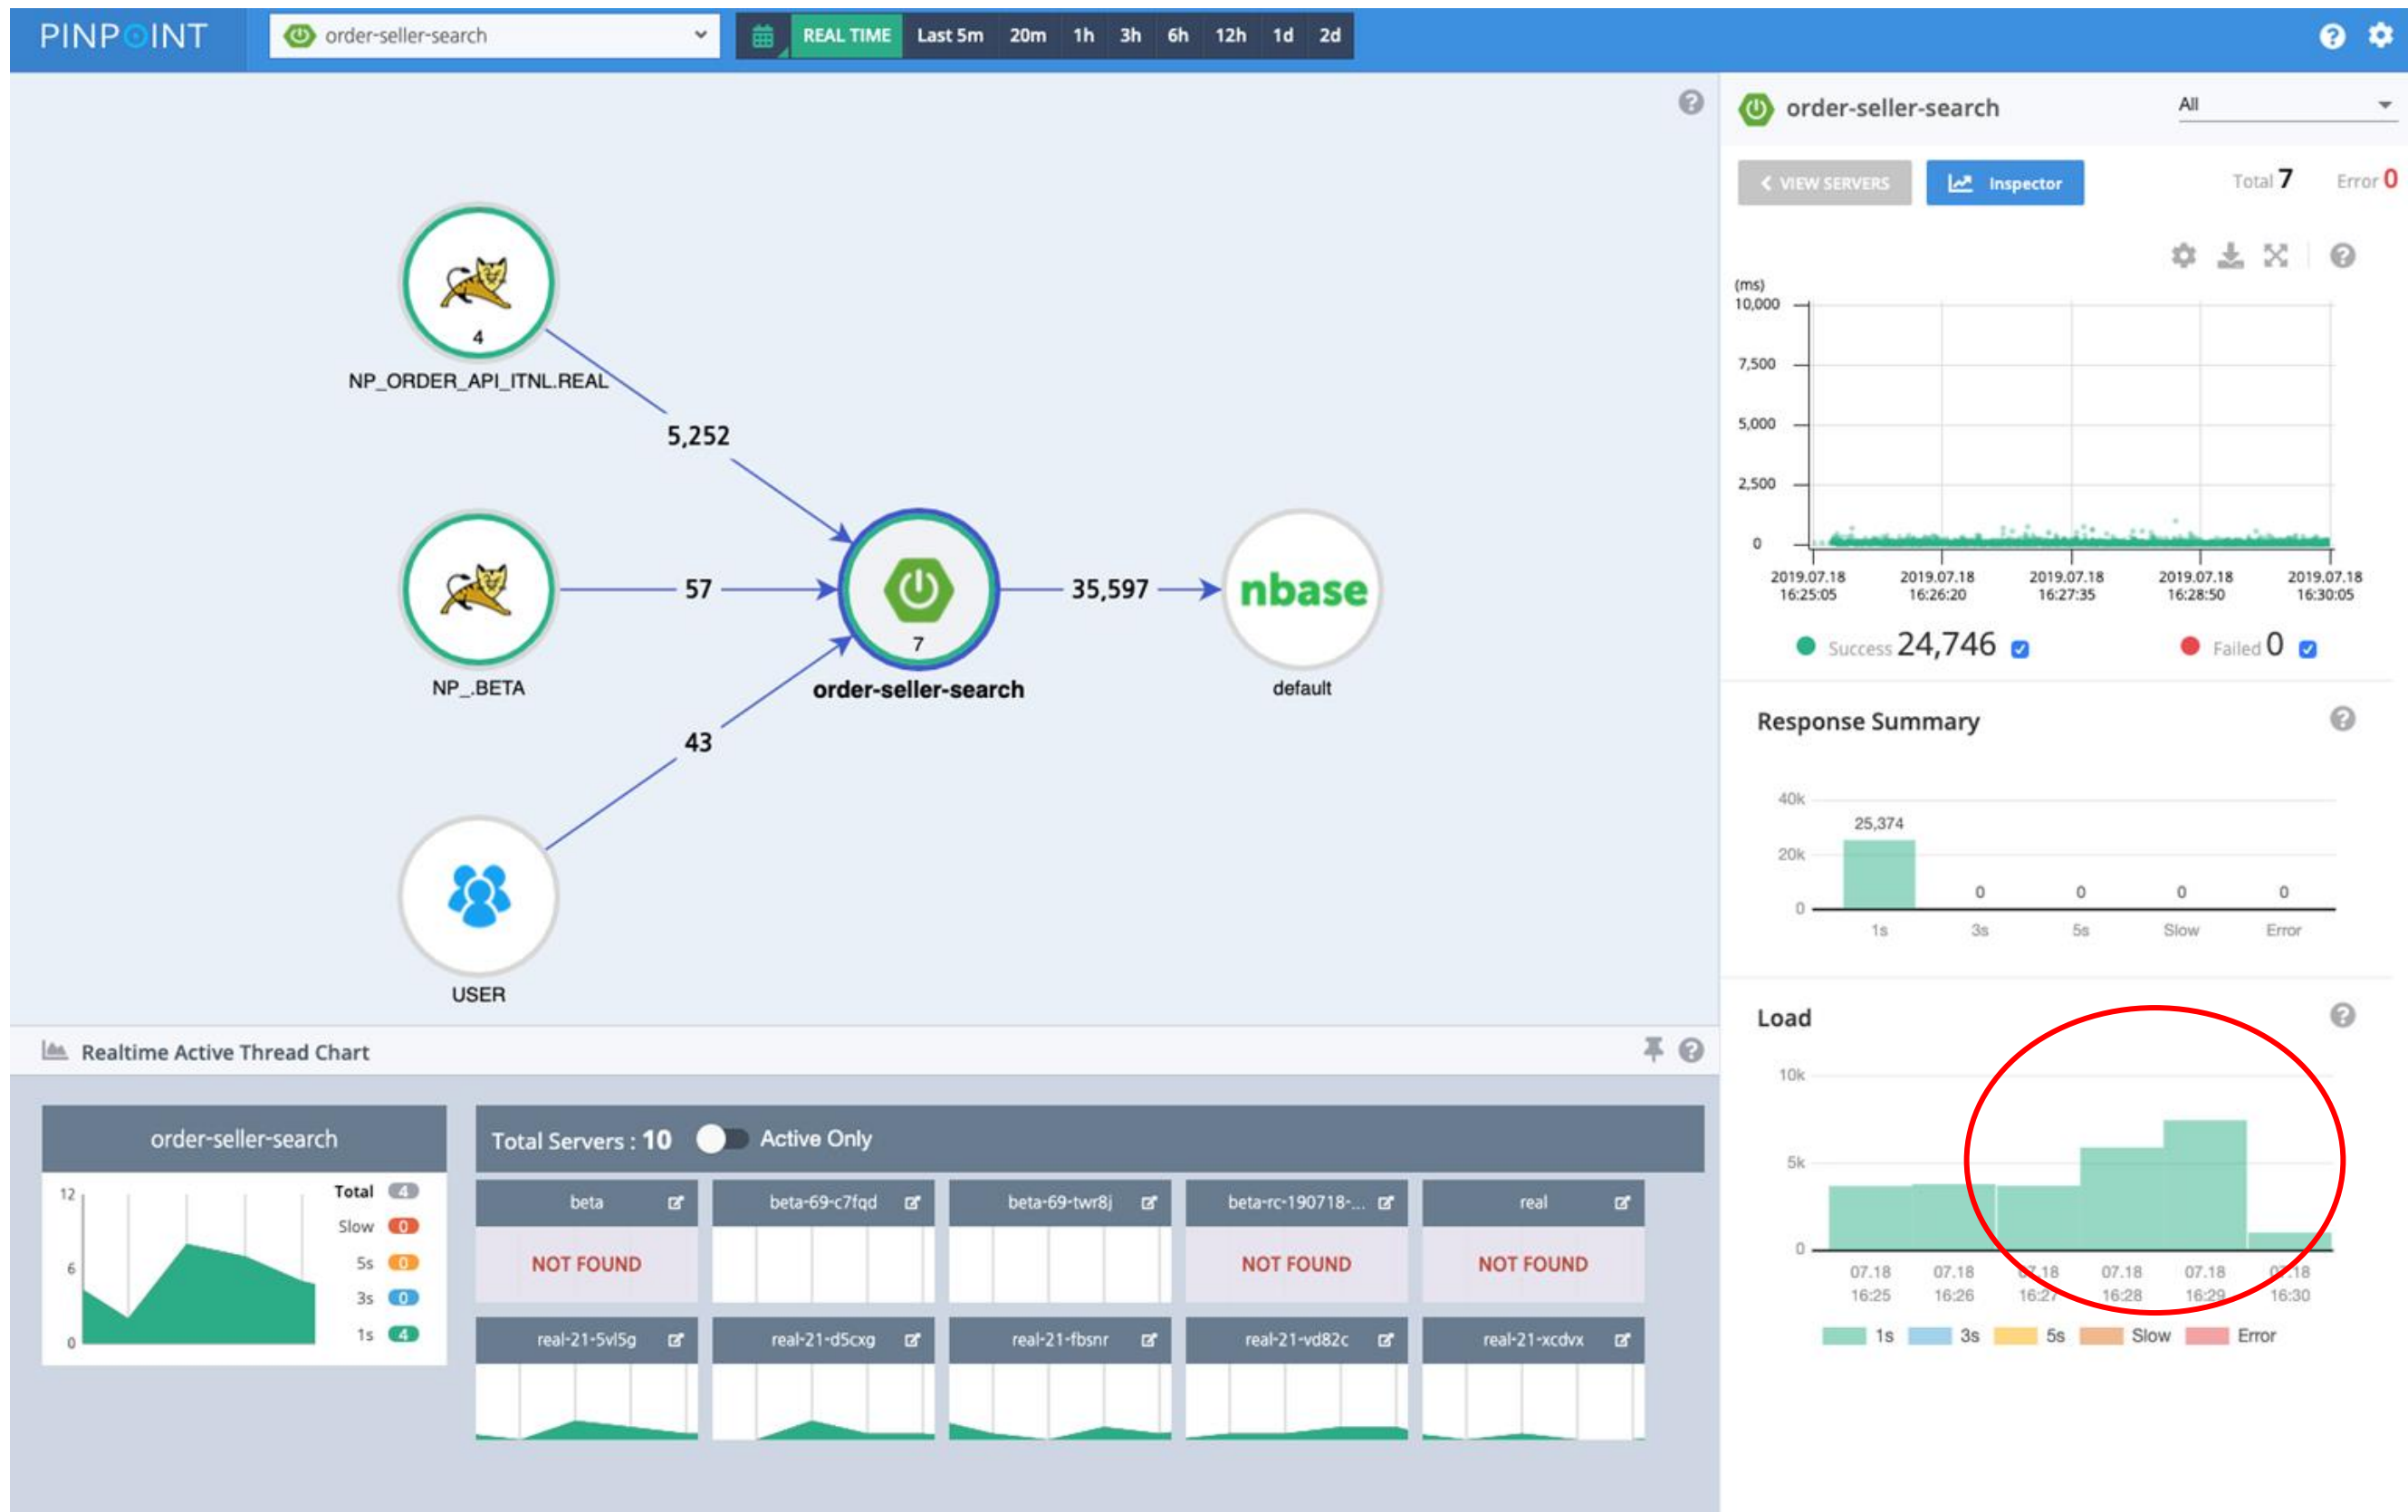 PINPOINT
order-seller-search
REAL TIME Last 5m 20m 1h 3h 6h 12h 1d 2d
4
NP_ORDER_API_ITNL.REAL
5,252
NP_.BETA
57
7
order-seller-search
35,597
nbase
default
43
USER
order-seller-search
All
VIEW SERVERS
Inspector
Total 7
Error 0
(ms)
10,000
7,500
5,000
2,500
0
2019.07.18 2019.07.18 2019.07.18 2019.07.18 2019.07.18
16:25:05 16:26:20 16:27:35 16:28:50 16:30:05
Success 24,746
Failed 0
Response Summary
40k
20k
0
25,374 0 0 0 0
1s 3s 5s Slow Error
Load
10k
5k
0
07.18 07.18 07.18 07.18 07.18 07.18
16:25 16:26 16:27 16:28 16:29 16:30
1s 3s 5s Slow Error
Realtime Active Thread Chart
order-seller-search
12
6
0
Total 4
Slow 0
5s 0
3s 0
1s 4
Total Servers : 10
Active Only
beta beta-69-c7fqd beta-69-twr8j beta-rc-190718-... real
NOT FOUND NOT FOUND NOT FOUND
real-21-5vl5g real-21-d5cxg real-21-fbsnr real-21-vd82c real-21-xcdvx